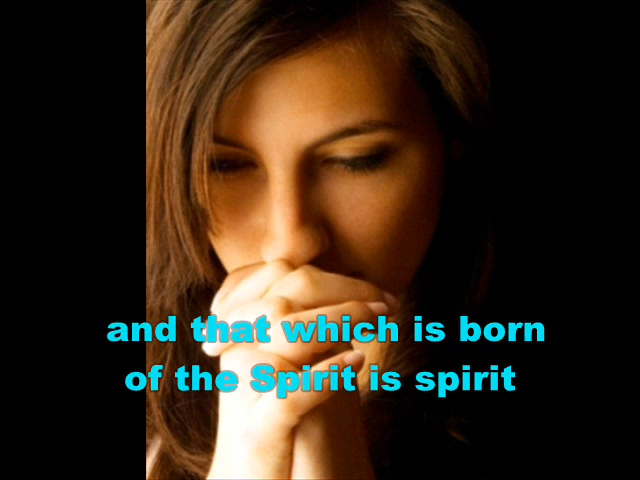 and that which is born
of the Spirit is spirit